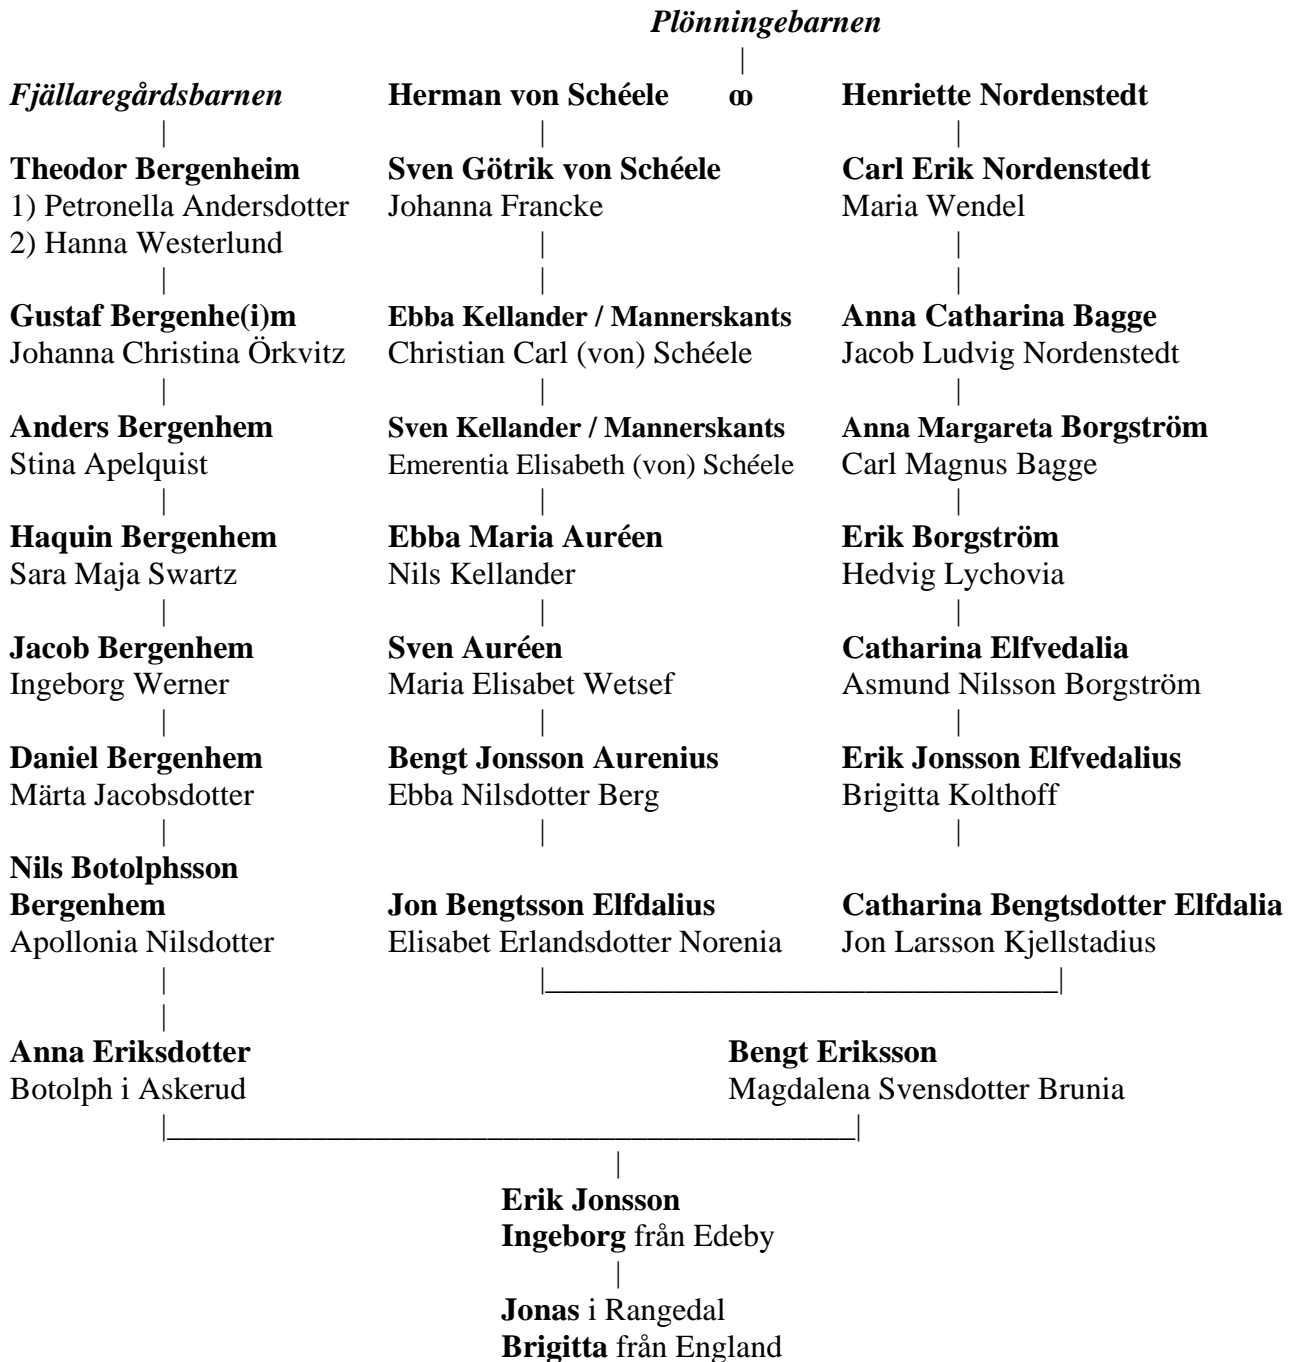 Plönningebarnen
Fjällaregårdsbarnen Herman von Schéele ꝏ Henriette Nordenstedt
Theodor Bergenheim Sven Götrik von Schéele Carl Erik Nordenstedt
1) Petronella Andersdotter Johanna Francke Maria Wendel
2) Hanna Westerlund
Gustaf Bergenhe(i)m Ebba Kellander / Mannerskants Anna Catharina Bagge
Johanna Christina Örkvitz Christian Carl (von) Schéele Jacob Ludvig Nordenstedt
Anders Bergenhem Sven Kellander / Mannerskants Anna Margareta Borgström
Stina Apelquist Emerentia Elisabeth (von) Schéele Carl Magnus Bagge
Haquin Bergenhem Ebba Maria Auréen Erik Borgström
Sara Maja Swartz Nils Kellander Hedvig Lychovia
Jacob Bergenhem Sven Auréen Catharina Elfvedalia
Ingeborg Werner Maria Elisabet Wetsef Asmund Nilsson Borgström
Daniel Bergenhem Bengt Jonsson Aurenius Erik Jonsson Elfvedalius
Märta Jacobsdotter Ebba Nilsdotter Berg Brigitta Kolthoff
Nils Botolphsson
Bergenhem Jon Bengtsson Elfdalius Catharina Bengtsdotter Elfdalia
Apollonia Nilsdotter Elisabet Erlandsdotter Norenia Jon Larsson Kjellstadius
Anna Eriksdotter Bengt Eriksson
Botolph i Askerud Magdalena Svensdotter Brunia
Erik Jonsson
Ingeborg från Edeby
Jonas i Rangedal
Brigitta från England